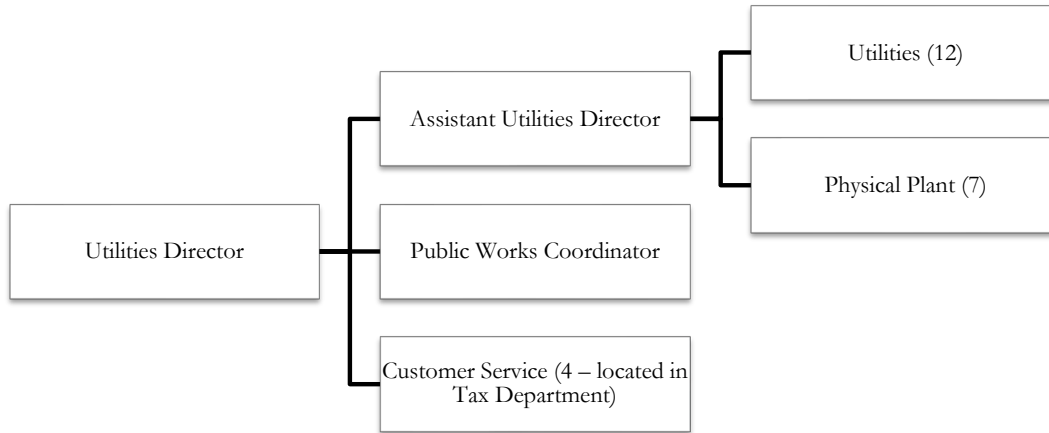 Utilities Director
Assistant Utilities Director
Public Works Coordinator
Customer Service (4 – located in
Tax Department)
Utilities (12)
Physical Plant (7)